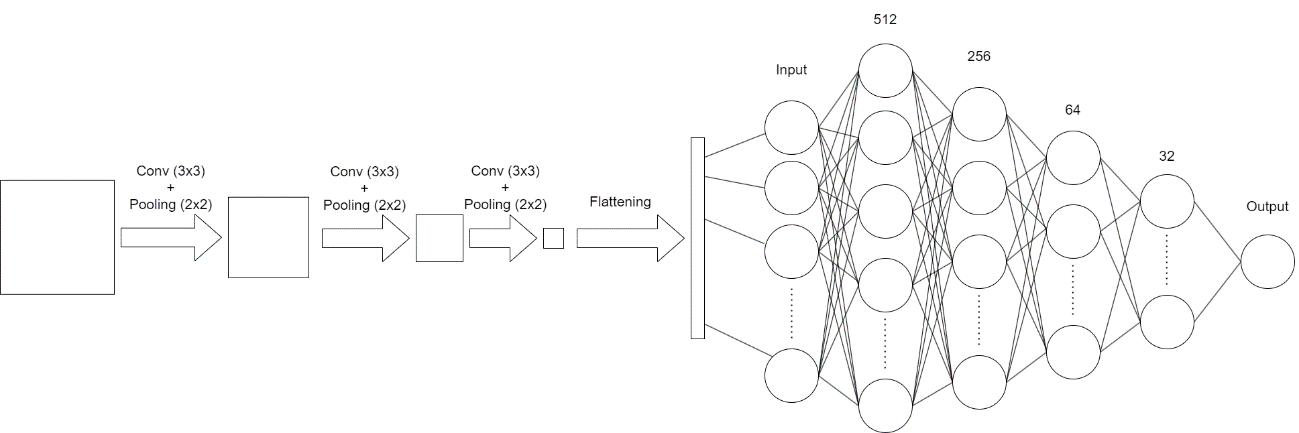 Conv (3x3)
+
Pooling (2x2)
Conv (3x3)
+
Pooling (2x2)
Conv (3x3)
+
Pooling (2x2)
Flattening
Input
512
256
64
32
Output